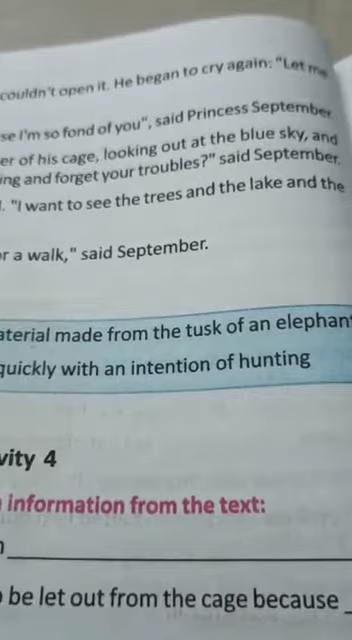 couldn't open it. He began to cry again: "Let me
se I'm so fond of you", said Princess September
er of his cage, looking out at the blue sky, and
ing and forget your troubles?" said September.
. "I want to see the trees and the lake and the
r a walk," said September.
aterial made from the tusk of an elephant
quickly with an intention of hunting
vity 4
information from the text:
be let out from the cage because